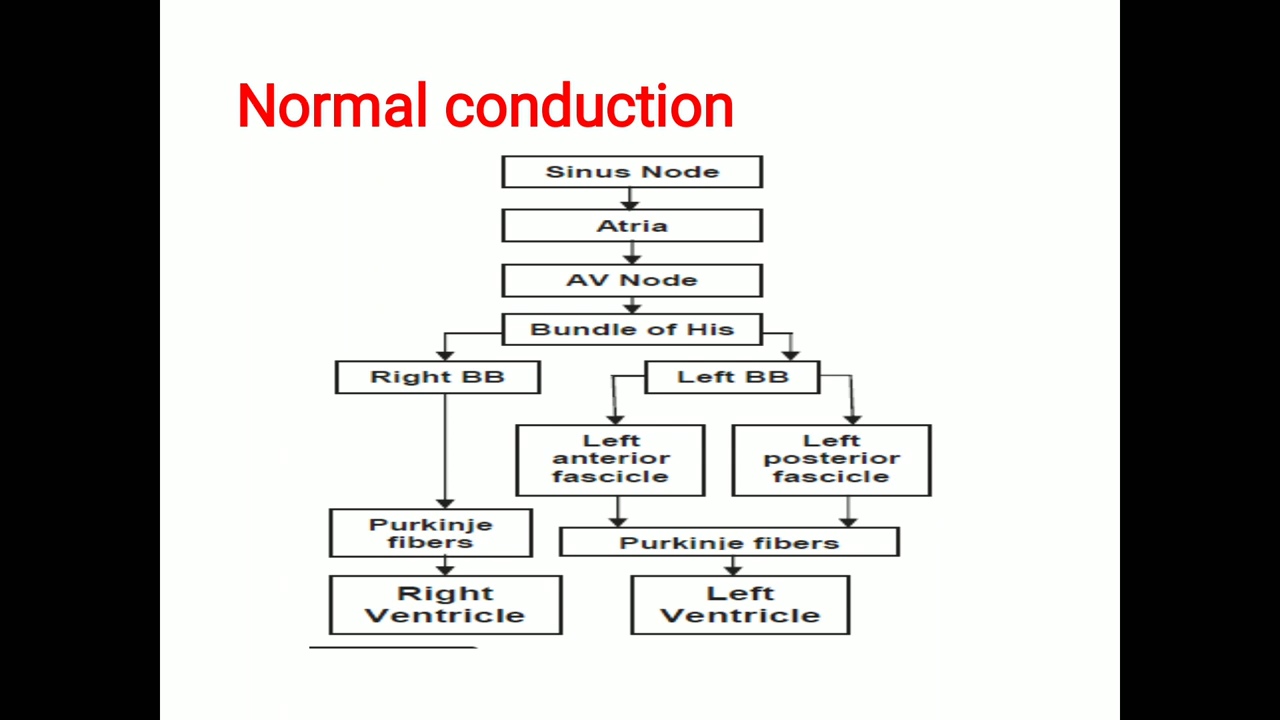 Normal conduction
Sinus Node
Atria
AV Node
Bundle of His
Right BB
Left BB
Left
anterior
fascicle
Left
posterior
fascicle
Purkinje
fibers
Purkinje fibers
Right
Ventricle
Left
Ventricle